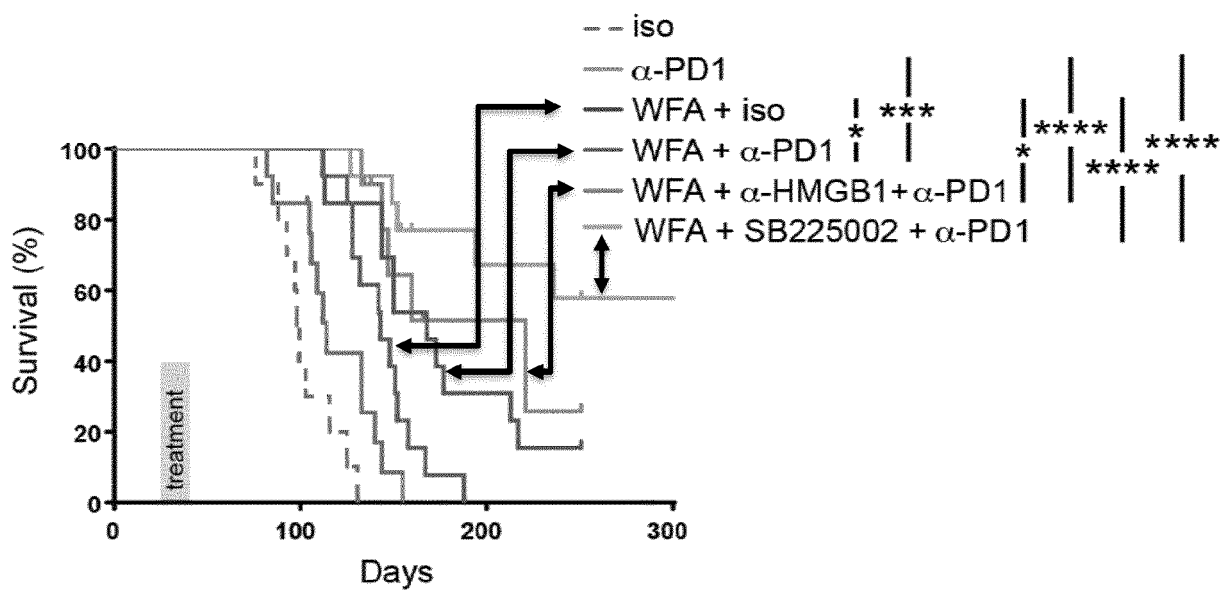 iso
α-PD1
WFA + iso
WFA + α-PD1
WFA + α-HMGB1+ α-PD1
WFA + SB225002 + α-PD1
*
***
*
****
****
****
Survival (%)
100
80
60
40
20
0
treatment
0 100 200 300
Days